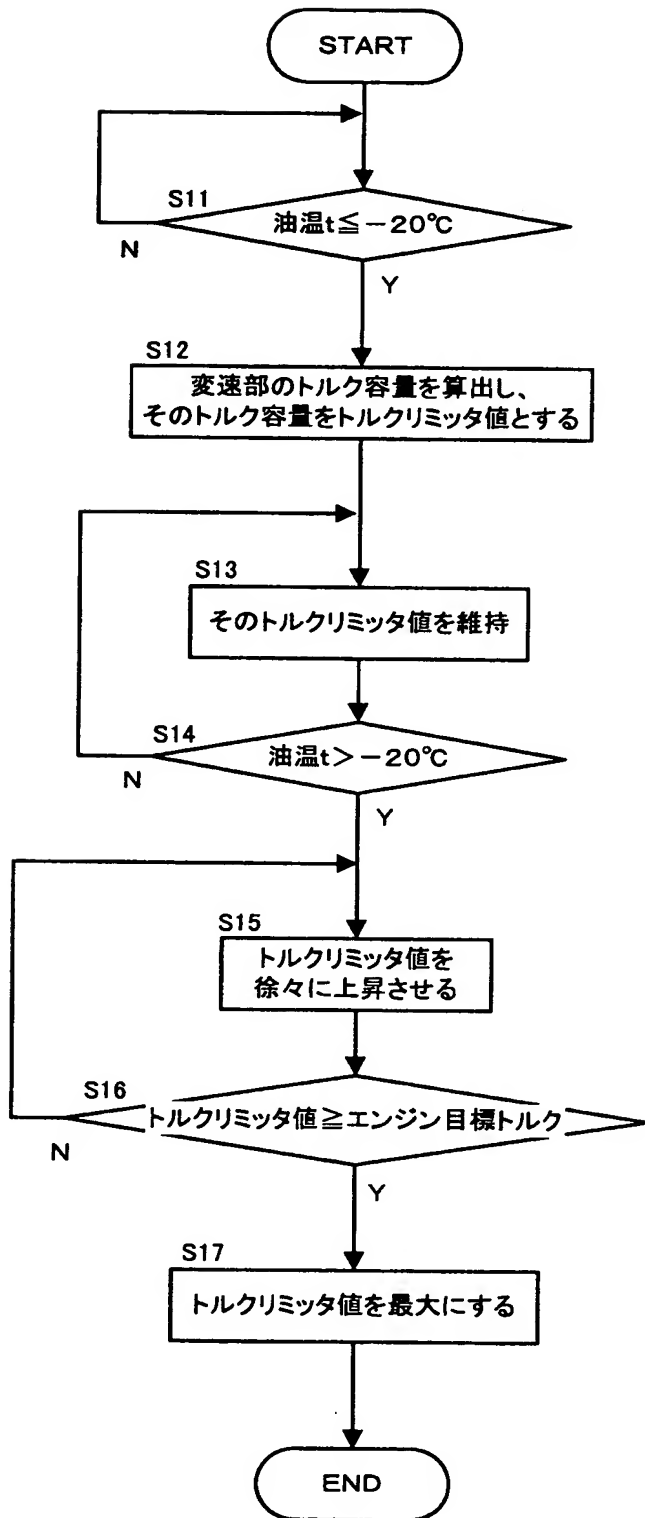 START
S11
油温t≦−20℃
N
Y
S12
変速部のトルク容量を算出し、
そのトルク容量をトルクリミッタ値とする
S13
そのトルクリミッタ値を維持
S14
油温t>−20℃
N
Y
S15
トルクリミッタ値を
徐々に上昇させる
S16
トルクリミッタ値≧エンジン目標トルク
N
Y
S17
トルクリミッタ値を最大にする
END